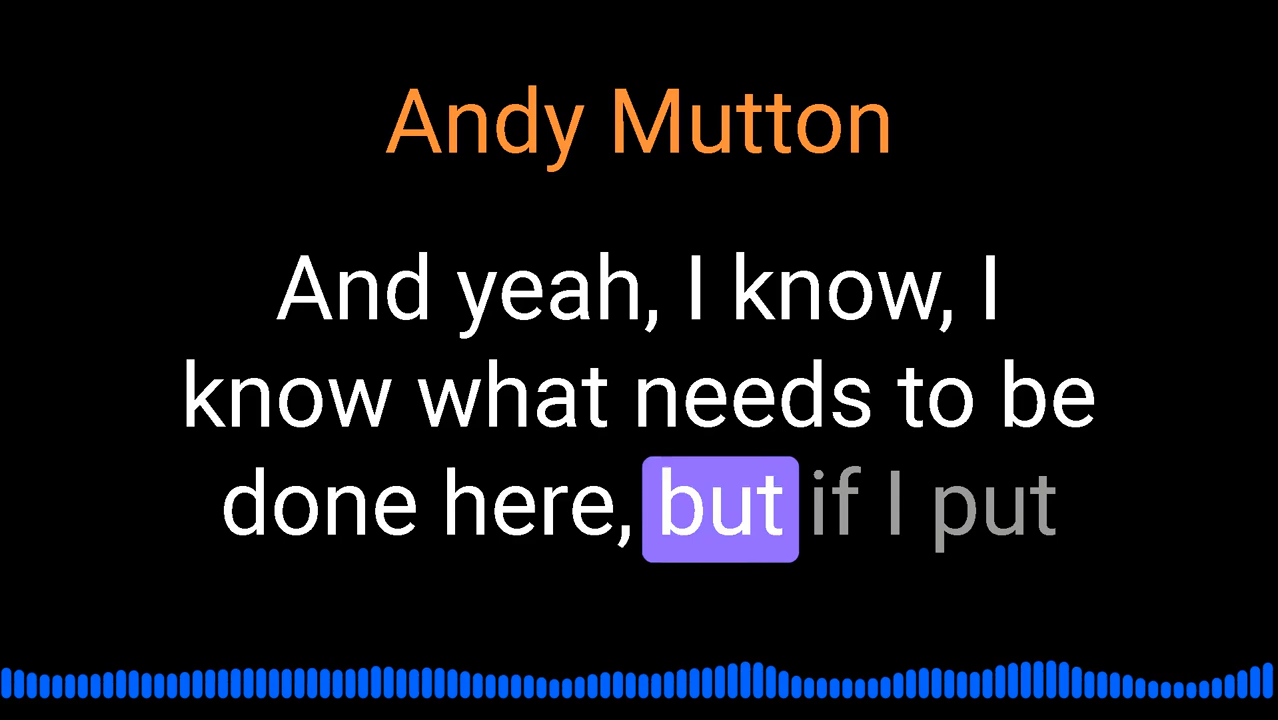 Andy Mutton
And yeah, I know, I
know what needs to be
done here, but if I put